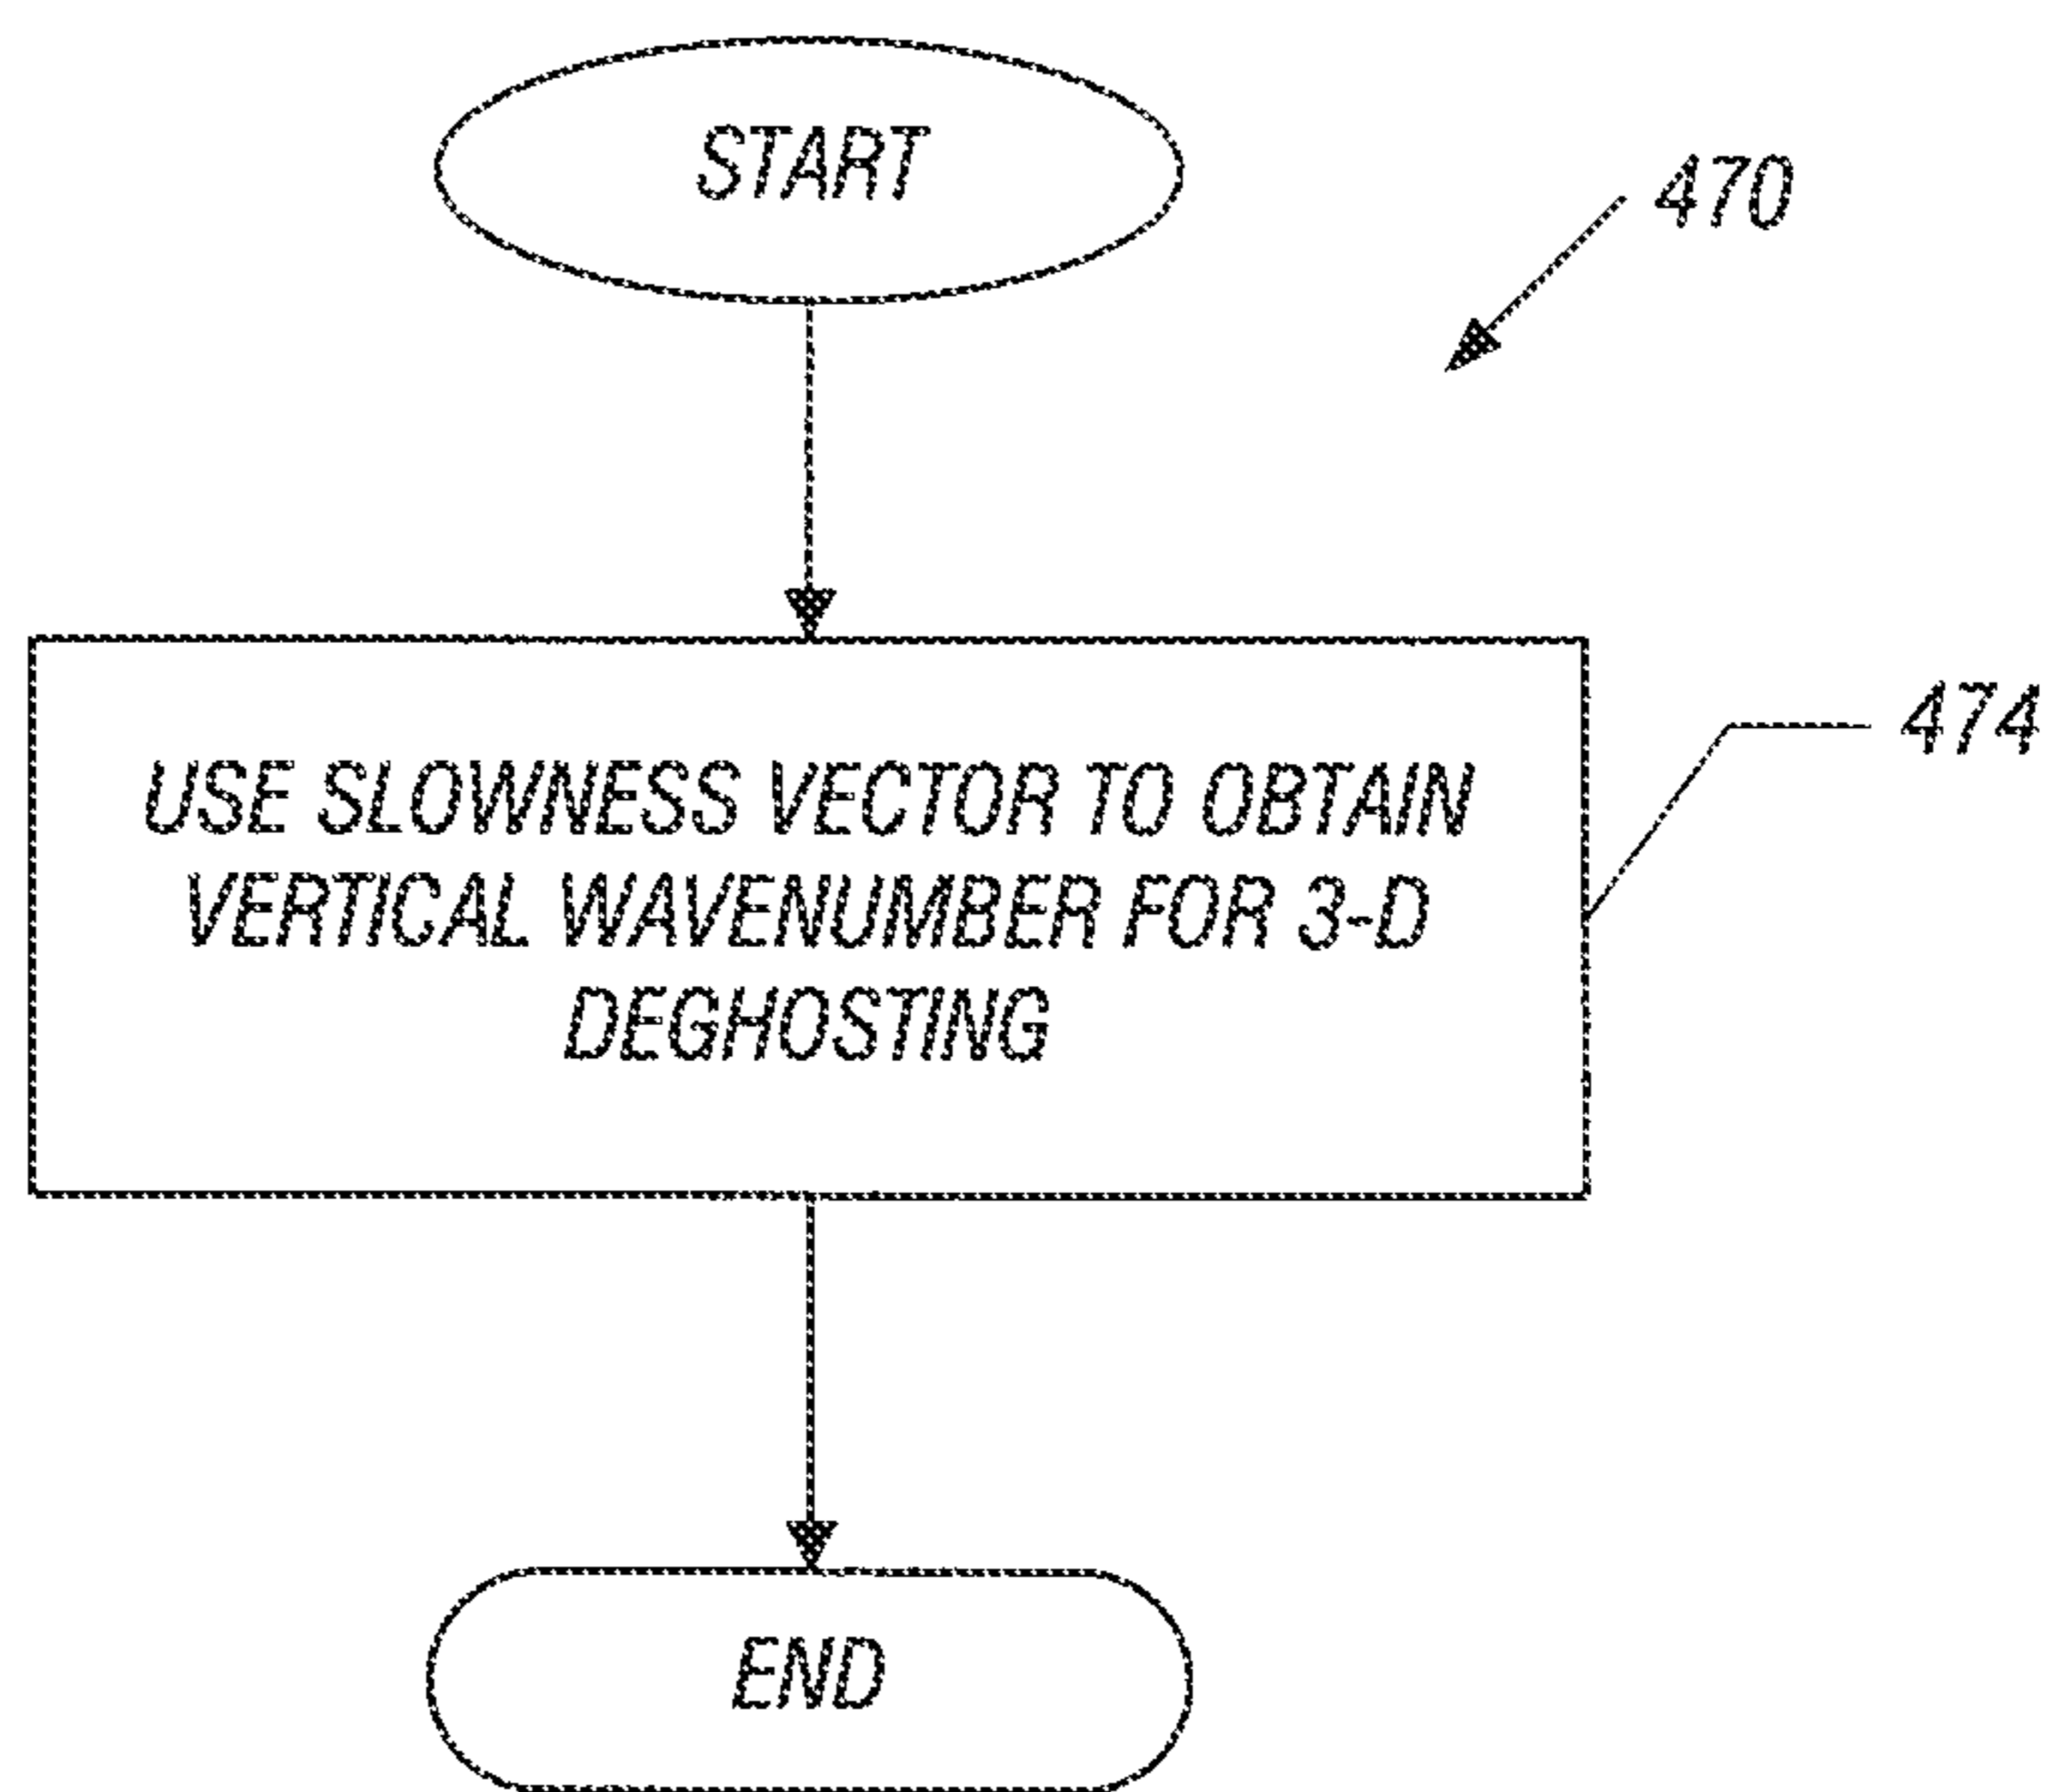 START
470
474
USE SLOWNESS VECTOR TO OBTAIN
VERTICAL WAVENUMBER FOR 3-D
DEGHOSTING
END